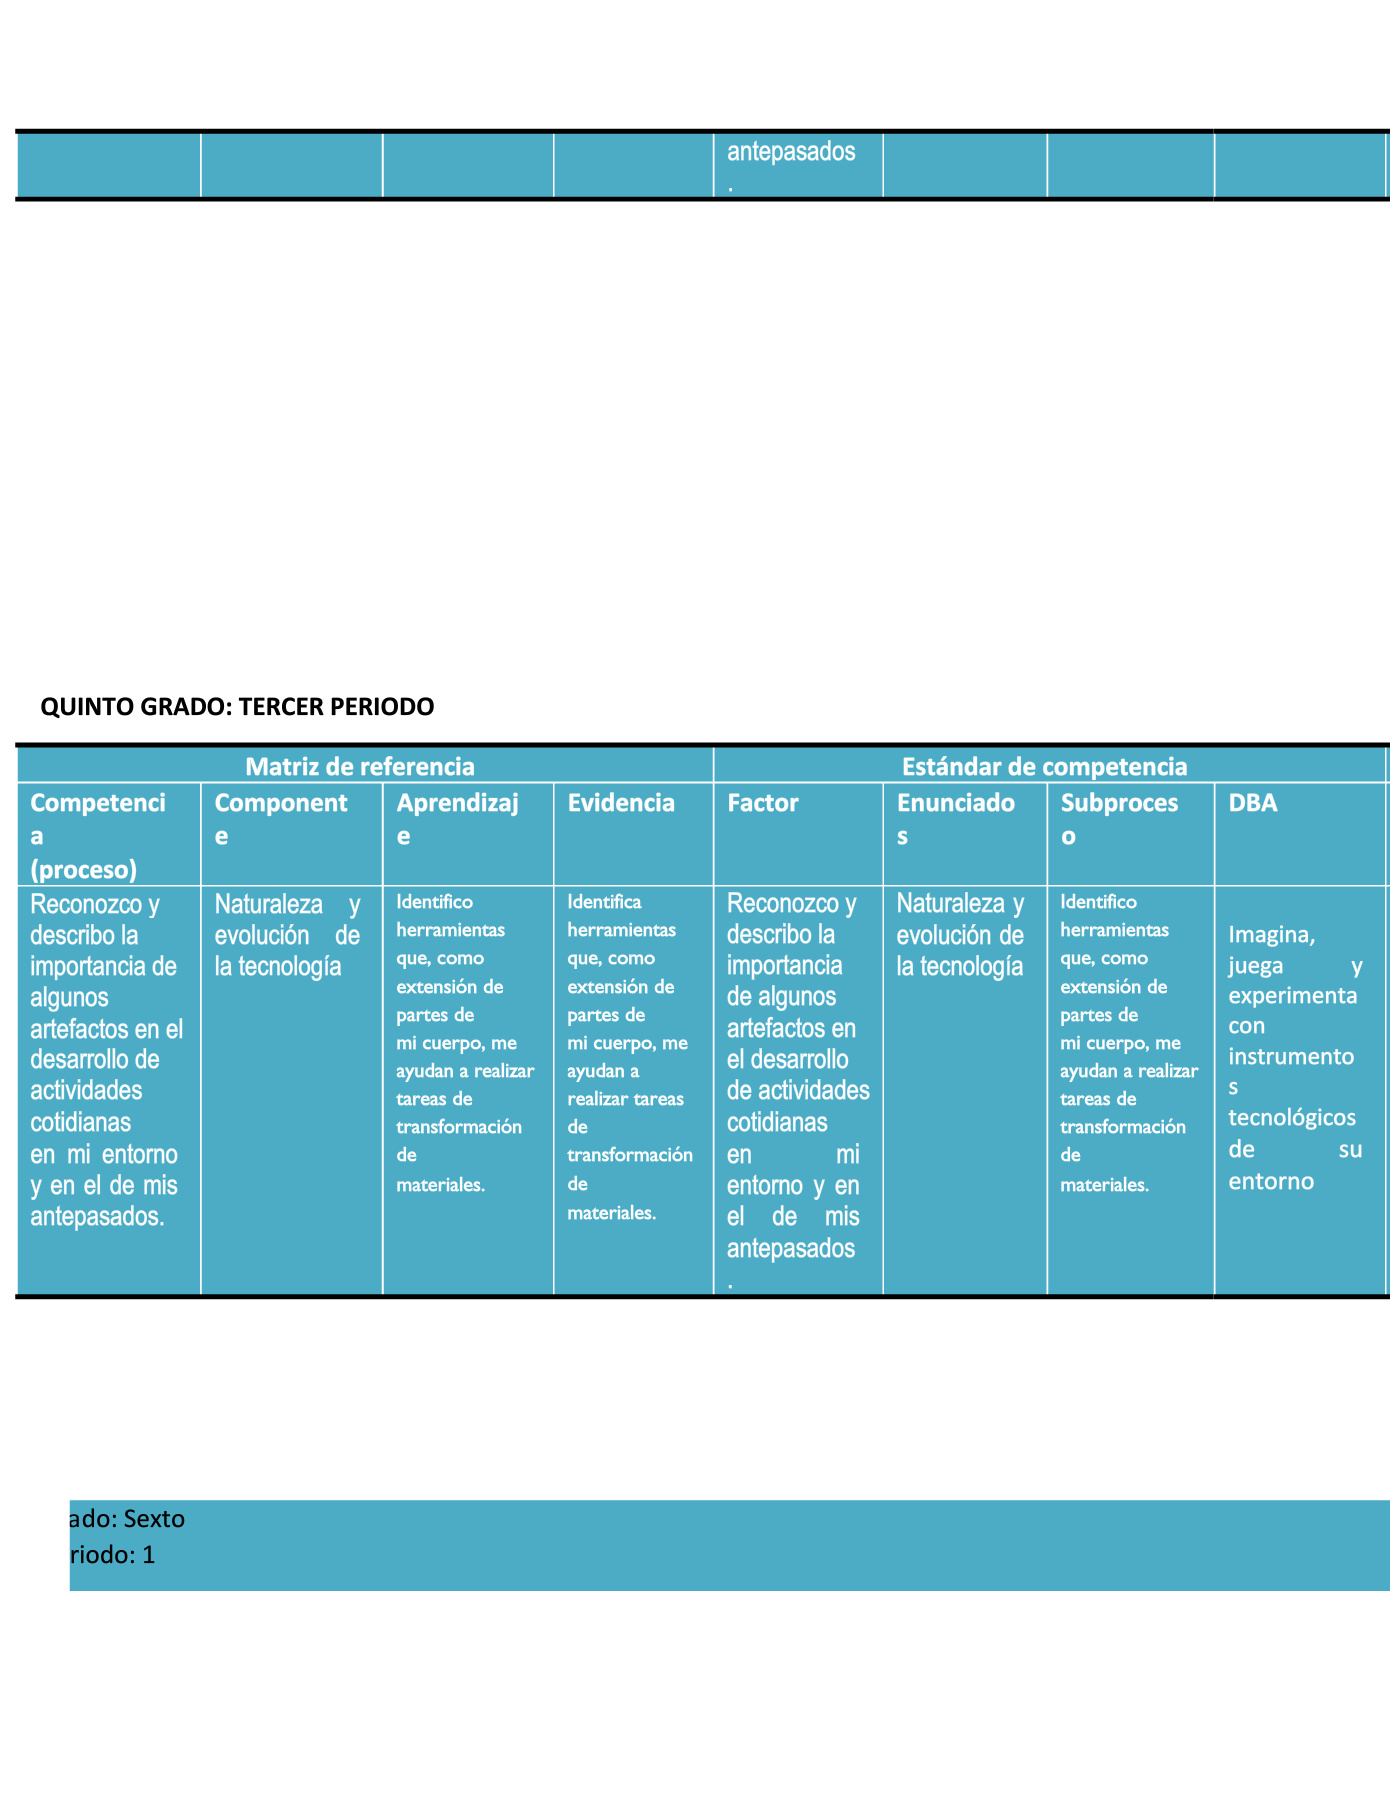 antepasados
.
QUINTO GRADO: TERCER PERIODO
Matriz de referencia
Estándar de competencia
Competenci
a
(proceso)
Component
e
Aprendizaj
e
Evidencia
Factor
Enunciado
s
Subproces
o
DBA
Reconozco y
describo la
importancia de
algunos
artefactos en el
desarrollo de
actividades
cotidianas
en mi entorno
y en el de mis
antepasados.
Naturaleza y
evolución de
la tecnología
Identifico
herramientas
que, como
extensión de
partes de
mi cuerpo, me
ayudan a realizar
tareas de
transformación
de
materiales.
Identifica
herramientas
que, como
extensión de
partes de
mi cuerpo, me
ayudan a
realizar tareas
de
transformación
de
materiales.
Reconozco y
describo la
importancia
de algunos
artefactos en
el desarrollo
de actividades
cotidianas
en mi
entorno y en
el de mis
antepasados
.
Naturaleza y
evolución de
la tecnología
Identifico
herramientas
que, como
extensión de
partes de
mi cuerpo, me
ayudan a realizar
tareas de
transformación
de
materiales.
Imagina,
juega y
experimenta
con
instrumento
s
tecnológicos
de su
entorno
ado: Sexto
riodo: 1